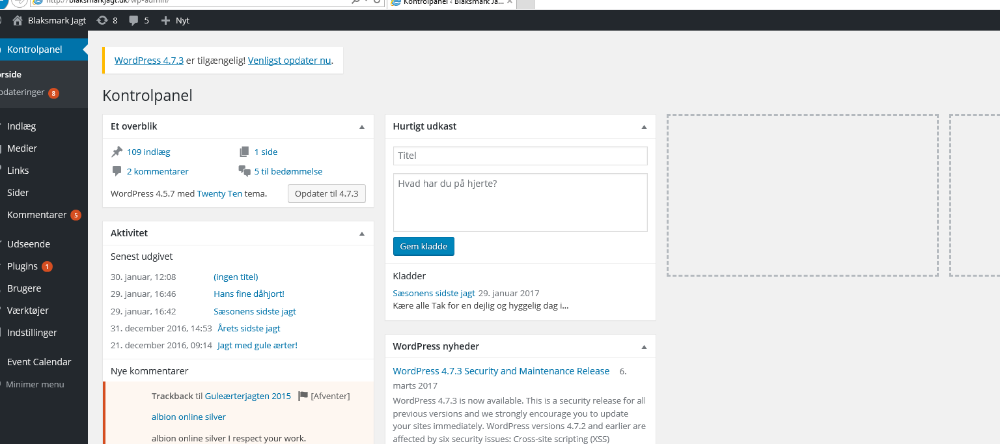 http://blaksmarkjagt.dk/wp-admin/
Kontrolpanel ‹ Blaksmark Ja...
Blaksmark Jagt 8 5 Nyt
Kontrolpanel
orside
pdateringer 8
Indlæg
Medier
Links
Sider
Kommentarer 5
Udseende
Plugins 1
Brugere
Værktøjer
Indstillinger
Event Calendar
Minimer menu
WordPress 4.7.3 er tilgængelig! Venligst opdater nu.
Kontrolpanel
Et overblik
109 indlæg 1 side
2 kommentarer 5 til bedømmelse
WordPress 4.5.7 med Twenty Ten tema. Opdater til 4.7.3
Aktivitet
Senest udgivet
30. januar, 12:08 (ingen titel)
29. januar, 16:46 Hans fine dåhjort!
29. januar, 16:42 Sæsonens sidste jagt
31. december 2016, 14:53 Årets sidste jagt
21. december 2016, 09:14 Jagt med gule ærter!
Nye kommentarer
Trackback til Guleærterjagten 2015 [Afventer]
albion online silver
albion online silver I respect your work.
Hurtigt udkast
Titel
Hvad har du på hjerte?
Gem kladde
Kladder
Sæsonens sidste jagt 29. januar 2017
Kære alle Tak for en dejlig og hyggelig dag i...
WordPress nyheder
WordPress 4.7.3 Security and Maintenance Release 6.
marts 2017
WordPress 4.7.3 is now available. This is a security release for all
previous versions and we strongly encourage you to update
your sites immediately. WordPress versions 4.7.2 and earlier are
affected by six security issues: Cross-site scripting (XSS)